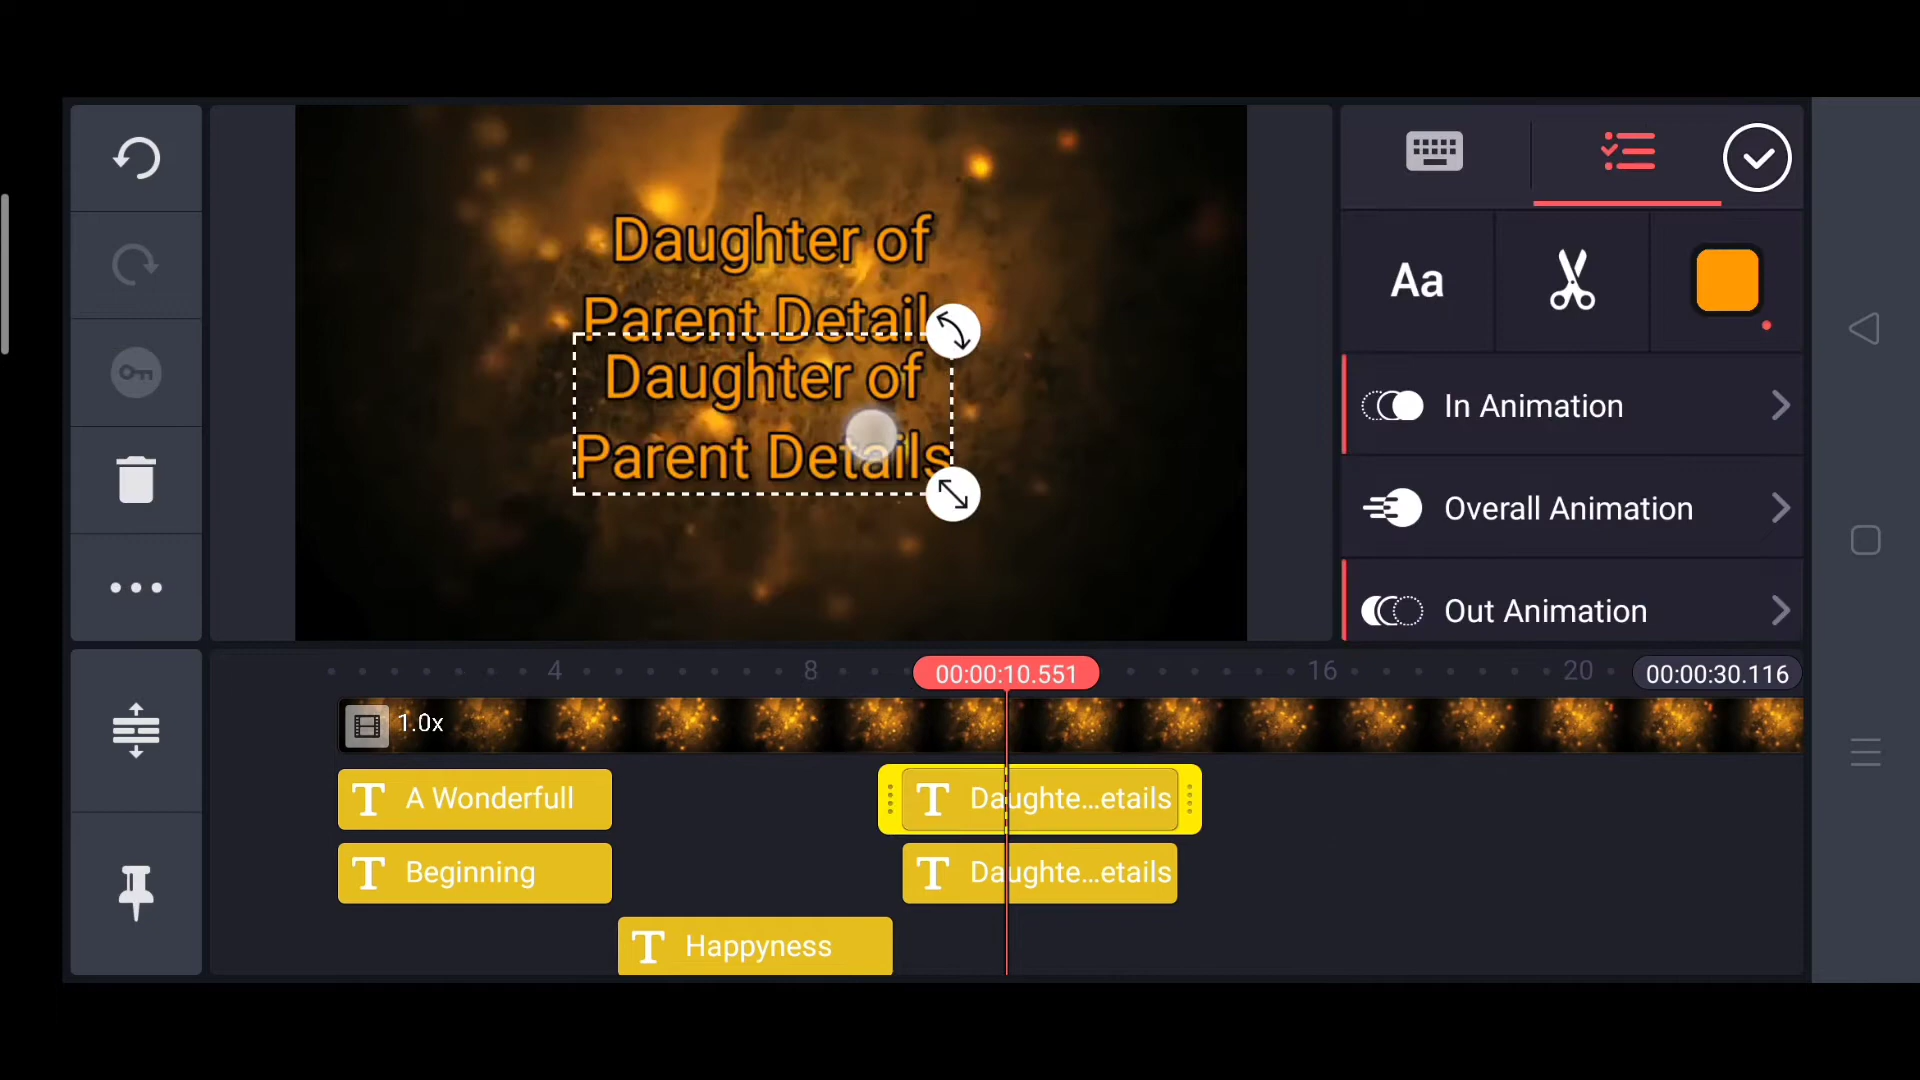 Daughter of
Parent Detail
Daughter of
Parent Details
Aa
In Animation
Overall Animation
Out Animation
4
8
00:00:10.551
16
20
00:00:30.116
1.0x
T A Wonderfull
T Daughte...etails
T Beginning
T Daughte...etails
T Happyness